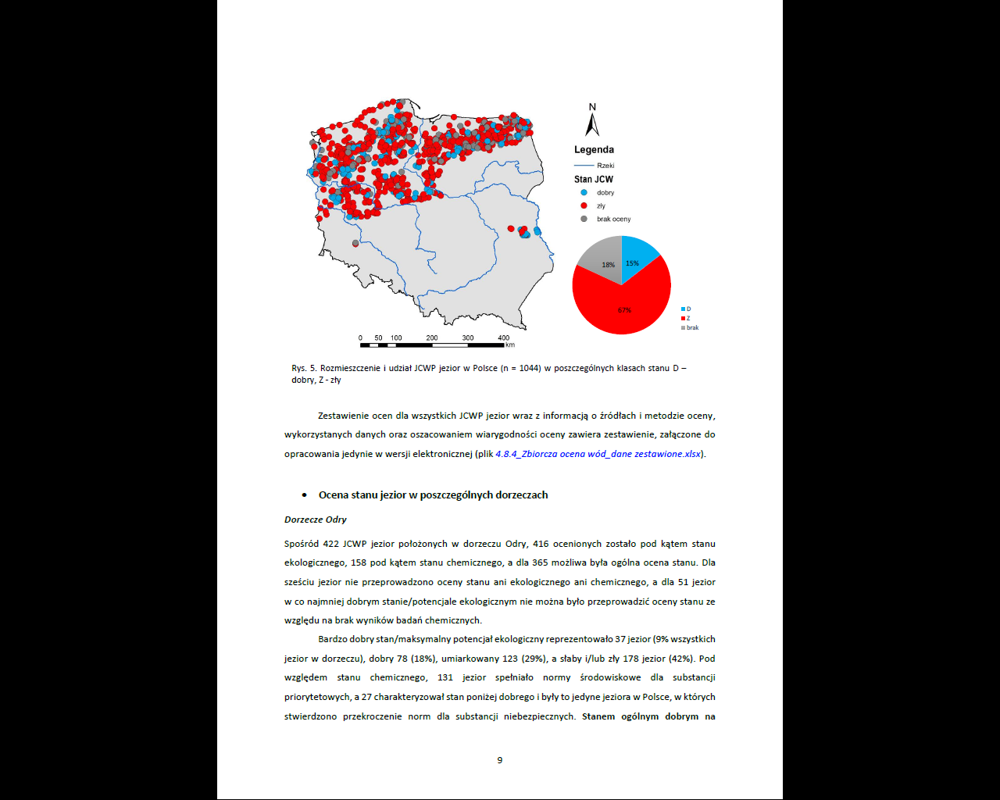 N
Legenda
Rzeki
Stan JCW
dobry
zły
brak oceny
18%
15%
67%
D
Z
brak
0 50 100 200 300 400
km
Rys. 5. Rozmieszczenie i udział JCWP jezior w Polsce (n = 1044) w poszczególnych klasach stanu D –
dobry, Z - zły
Zestawienie ocen dla wszystkich JCWP jezior wraz z informacją o źródłach i metodzie oceny,
wykorzystanych danych oraz oszacowaniem wiarygodności oceny zawiera zestawienie, załączone do
opracowania jedynie w wersji elektronicznej (plik 4.8.4_Zbiorcza ocena wód_dane zestawione.xlsx).
• Ocena stanu jezior w poszczególnych dorzeczach
Dorzecze Odry
Spośród 422 JCWP jezior położonych w dorzeczu Odry, 416 ocenionych zostało pod kątem stanu
ekologicznego, 158 pod kątem stanu chemicznego, a dla 365 możliwa była ogólna ocena stanu. Dla
sześciu jezior nie przeprowadzono oceny stanu ani ekologicznego ani chemicznego, a dla 51 jezior
w co najmniej dobrym stanie/potencjale ekologicznym nie można było przeprowadzić oceny stanu ze
względu na brak wyników badań chemicznych.
Bardzo dobry stan/maksymalny potencjał ekologiczny reprezentowało 37 jezior (9% wszystkich
jezior w dorzeczu), dobry 78 (18%), umiarkowany 123 (29%), a słaby i/lub zły 178 jezior (42%). Pod
względem stanu chemicznego, 131 jezior spełniało normy środowiskowe dla substancji
priorytetowych, a 27 charakteryzował stan poniżej dobrego i były to jedyne jeziora w Polsce, w których
stwierdzono przekroczenie norm dla substancji niebezpiecznych. Stanem ogólnym dobrym na
9